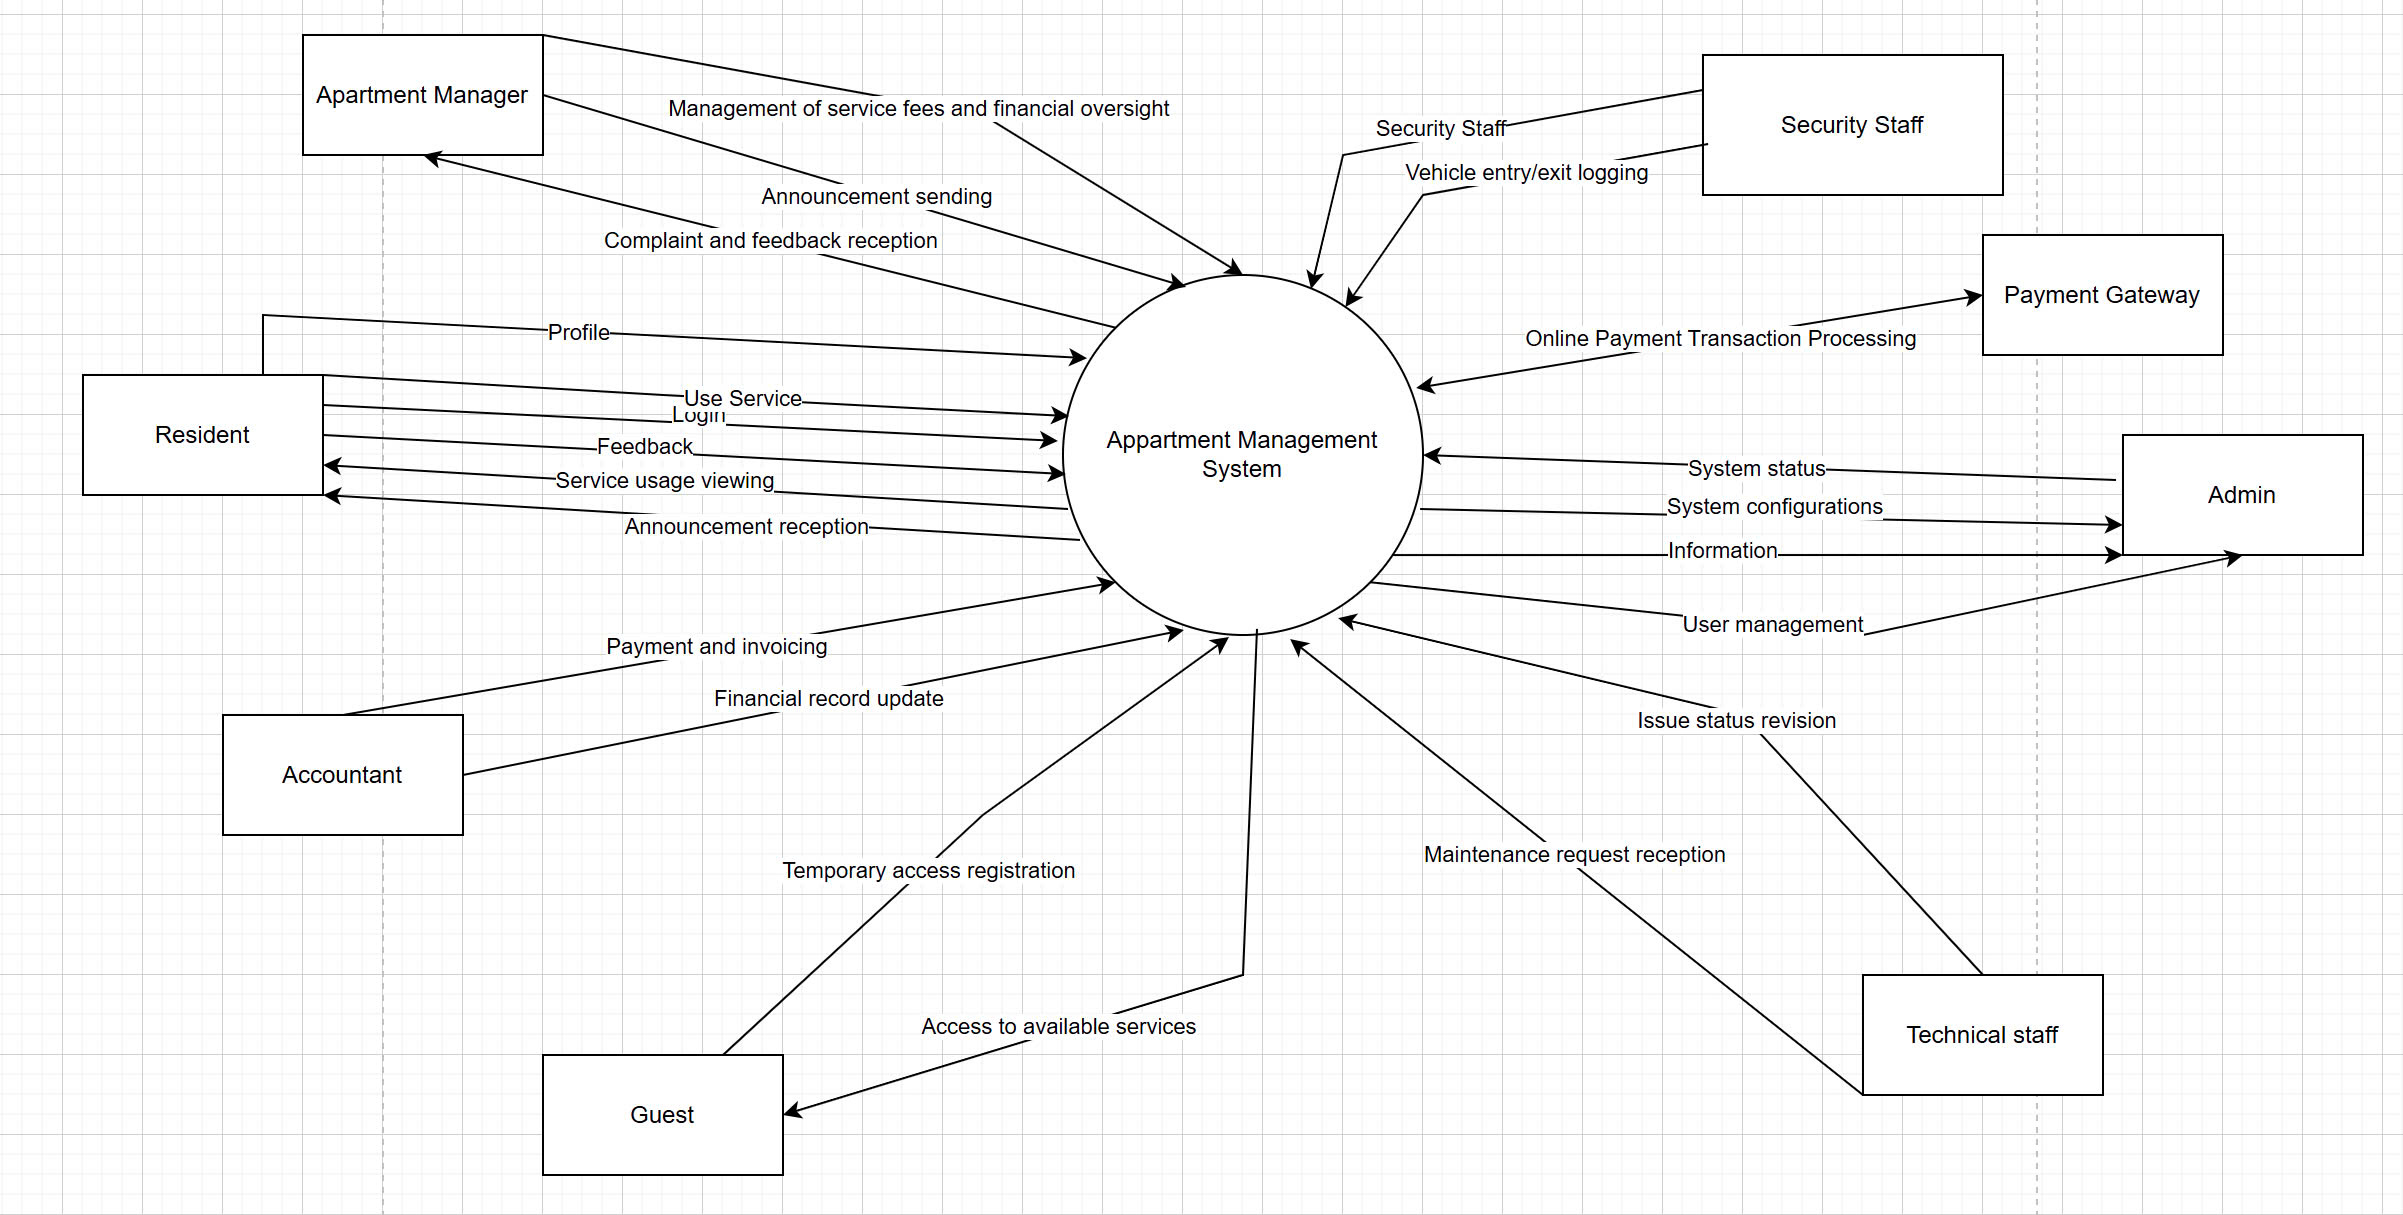 Apartment Manager
Management of service fees and financial oversight
Security Staff
Security Staff
Vehicle entry/exit logging
Announcement sending
Complaint and feedback reception
Payment Gateway
Profile
Online Payment Transaction Processing
Use Service
Login
Resident
Feedback
Appartment Management
System
Service usage viewing
System status
Admin
System configurations
Announcement reception
Information
User management
Payment and invoicing
Financial record update
Issue status revision
Accountant
Maintenance request reception
Temporary access registration
Access to available services
Technical staff
Guest